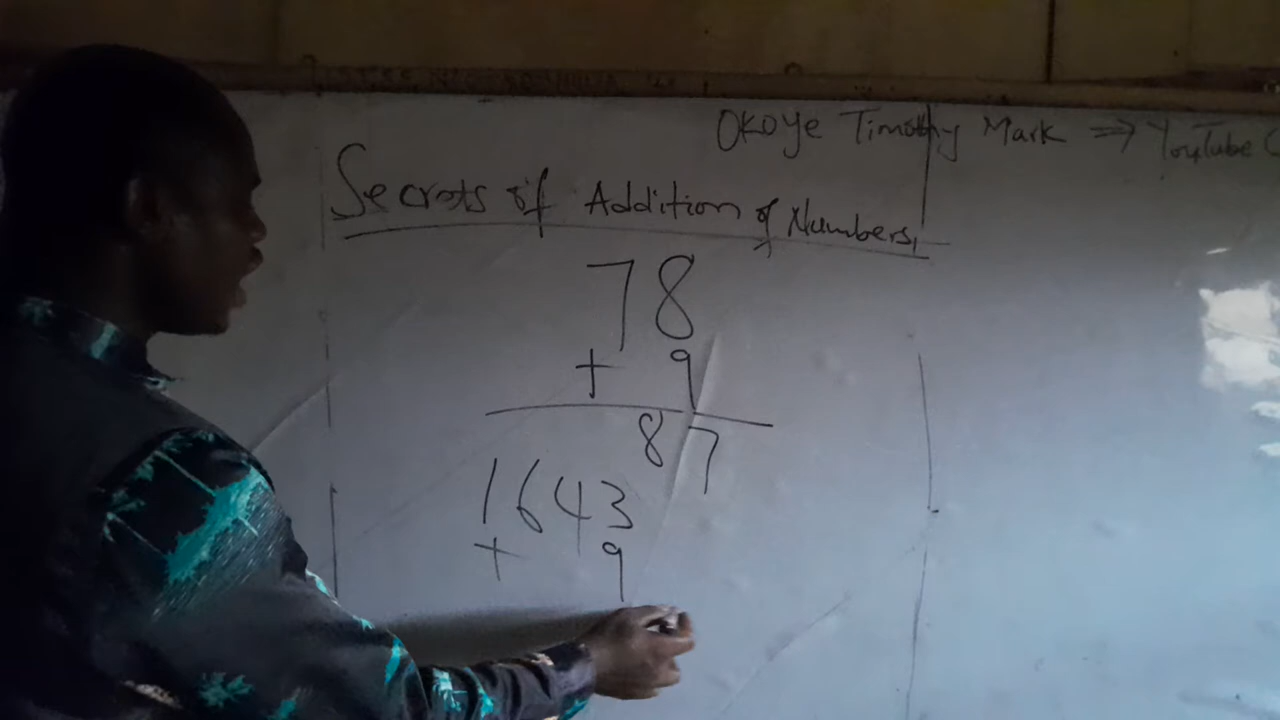 OKOYe Timothy Mark ⇒ YouTube C
Secrets of Addition of Numbers,
78
+ 9
87
1643
+ 9